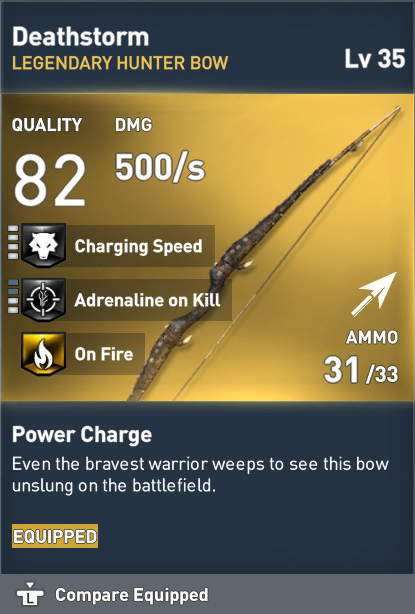 Deathstorm
LEGENDARY HUNTER BOW
Lv 35
QUALITY
DMG
82
500/s
Charging Speed
Adrenaline on Kill
On Fire
AMMO
31/33
Power Charge
Even the bravest warrior weeps to see this bow
unslung on the battlefield.
EQUIPPED
L Compare Equipped